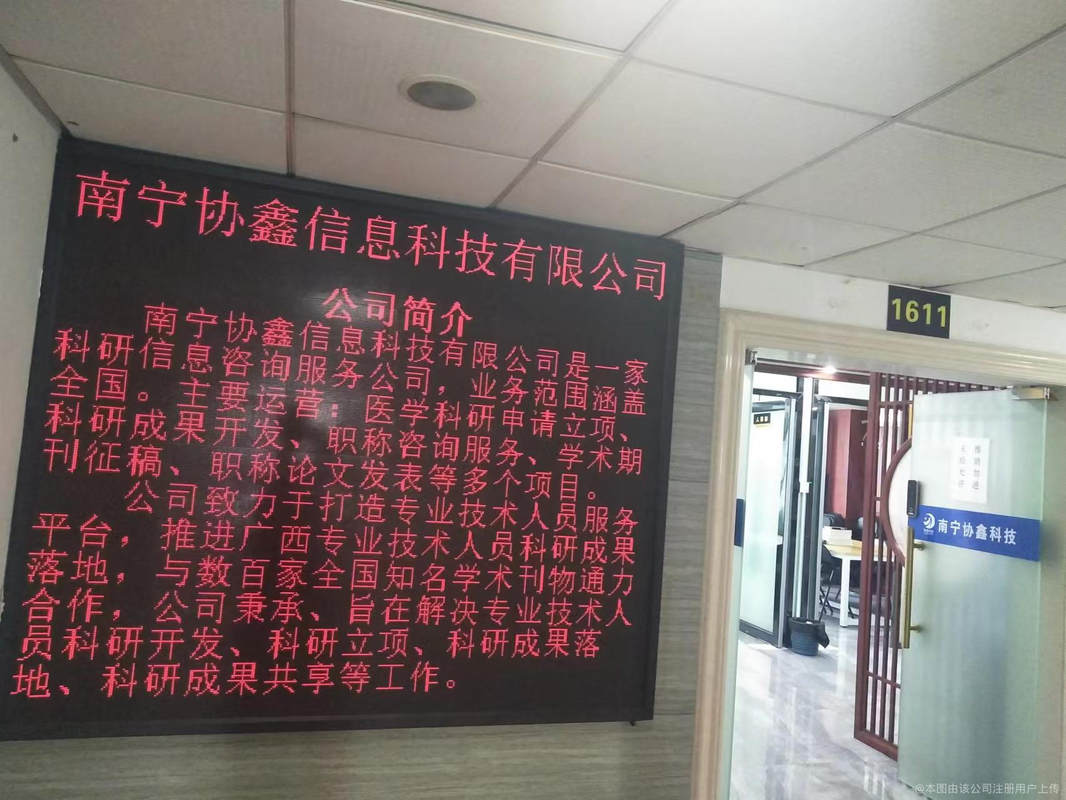 南宁协鑫信息科技有限公司
公司简介
南宁协鑫信息科技有限公司是一家
科研信息咨询服务公司，业务范围涵盖
全国。主要运营：医学科研申请立项、
科研成果开发、职称咨询服务、学术期
刊征稿、职称论文发表等多个项目。
公司致力于打造专业技术人员服务
平台，推进广西专业技术人员科研成果
落地，与数百家全国知名学术刊物通力
合作，公司秉承、旨在解决专业技术人
员科研开发、科研立项、科研成果落
地、科研成果共享等工作。
1611
南宁协鑫科技
@本图由该公司注册用户上传